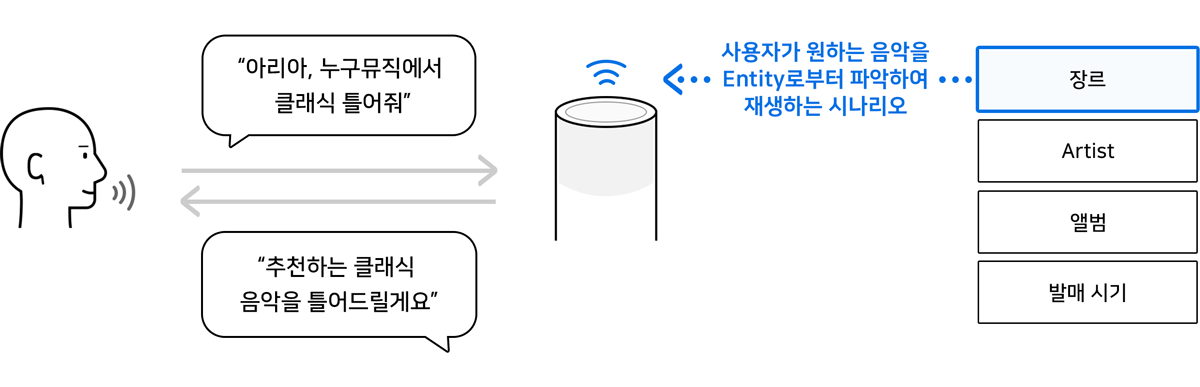 “아리아, 누구뮤직에서
클래식 틀어줘”
“추천하는 클래식
음악을 틀어드릴게요”
사용자가 원하는 음악을
Entity로부터 파악하여
재생하는 시나리오
장르
Artist
앨범
발매 시기